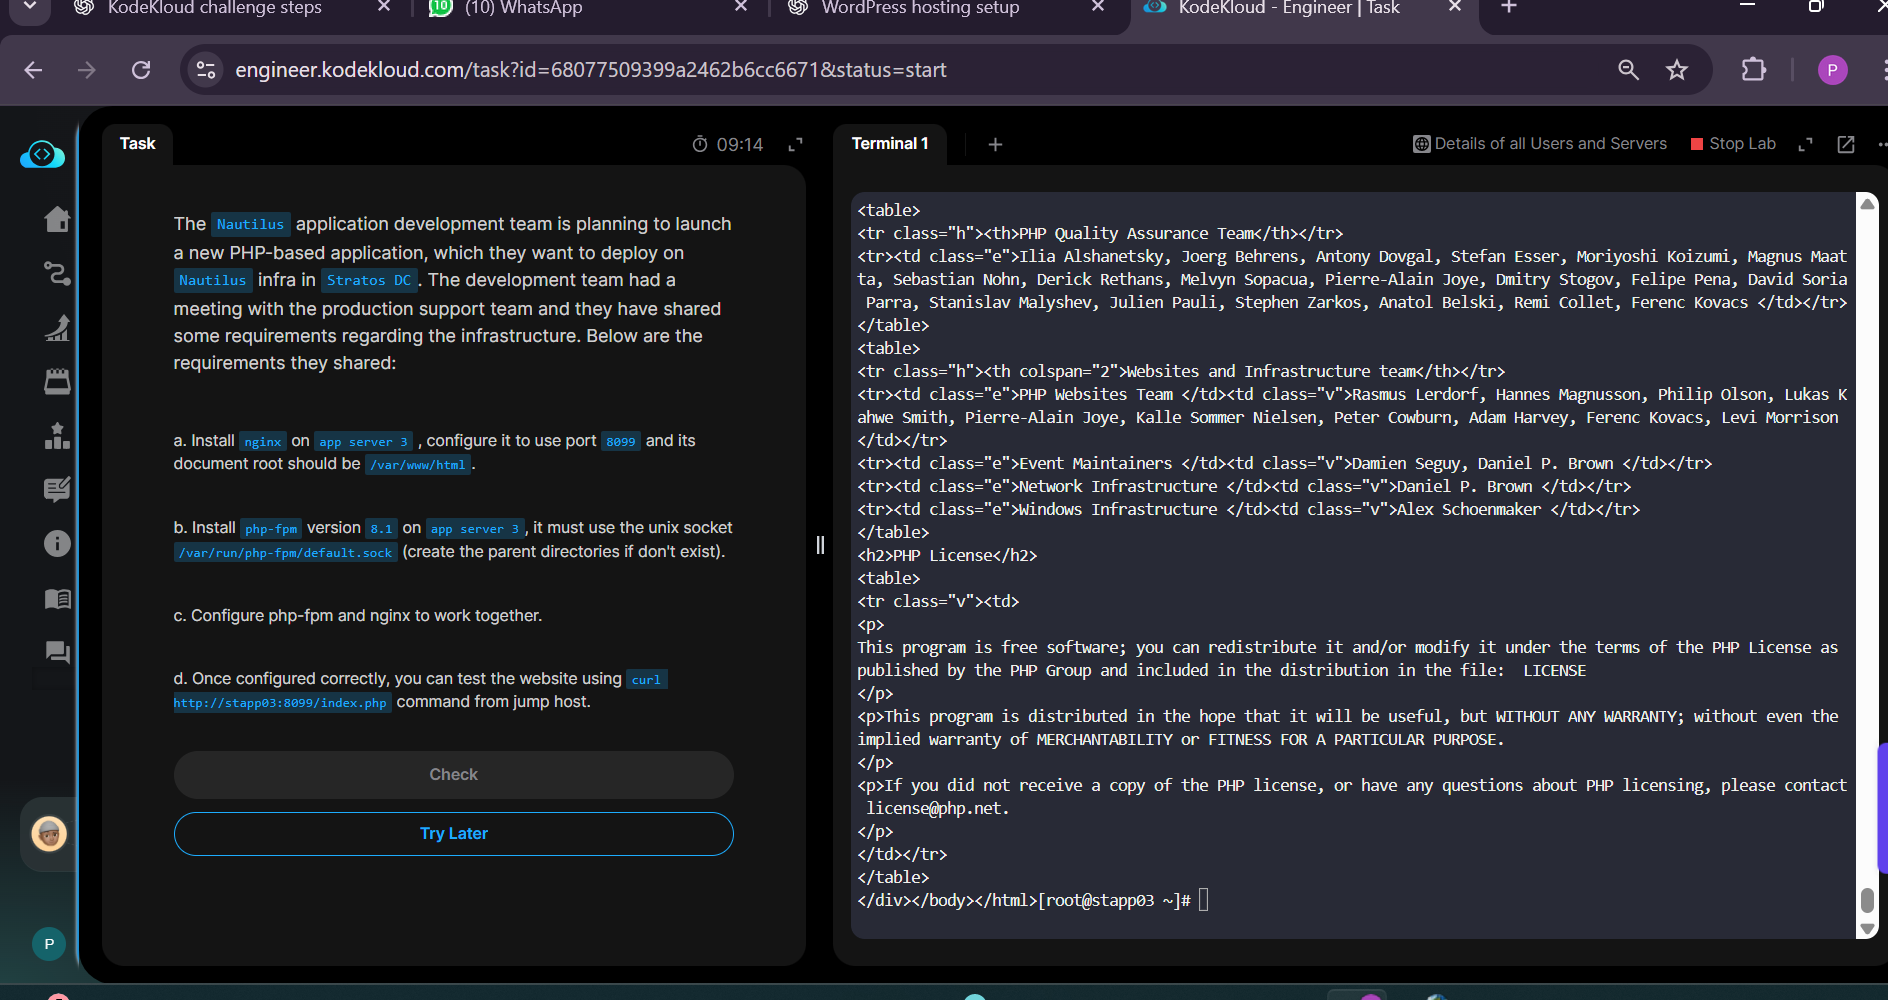 KodeKloud challenge steps
10
(10) WhatsApp
WordPress hosting setup
KodeKloud - Engineer | Task
engineer.kodekloud.com/task?id=68077509399a2462b6cc6671&status=start
P
Task
09:14
The Nautilus application development team is planning to launch
a new PHP-based application, which they want to deploy on
Nautilus infra in Stratos DC. The development team had a
meeting with the production support team and they have shared
some requirements regarding the infrastructure. Below are the
requirements they shared:
a. Install nginx on app server 3 , configure it to use port 8099 and its
document root should be /var/www/html.
b. Install php-fpm version 8.1 on app server 3, it must use the unix socket
/var/run/php-fpm/default.sock (create the parent directories if don't exist).
c. Configure php-fpm and nginx to work together.
d. Once configured correctly, you can test the website using curl
http://stapp03:8099/index.php command from jump host.
Check
Try Later
P
Terminal 1
Details of all Users and Servers
Stop Lab
<table>
<tr class="h"><th>PHP Quality Assurance Team</th></tr>
<tr><td class="e">Ilia Alshanetsky, Joerg Behrens, Antony Dovgal, Stefan Esser, Moriyoshi Koizumi, Magnus Maat
ta, Sebastian Nohn, Derick Rethans, Melvyn Sopacua, Pierre-Alain Joye, Dmitry Stogov, Felipe Pena, David Soria
Parra, Stanislav Malyshev, Julien Pauli, Stephen Zarkos, Anatol Belski, Remi Collet, Ferenc Kovacs </td></tr>
</table>
<table>
<tr class="h"><th colspan="2">Websites and Infrastructure team</th></tr>
<tr><td class="e">PHP Websites Team </td><td class="v">Rasmus Lerdorf, Hannes Magnusson, Philip Olson, Lukas K
ahwe Smith, Pierre-Alain Joye, Kalle Sommer Nielsen, Peter Cowburn, Adam Harvey, Ferenc Kovacs, Levi Morrison
</td></tr>
<tr><td class="e">Event Maintainers </td><td class="v">Damien Seguy, Daniel P. Brown </td></tr>
<tr><td class="e">Network Infrastructure </td><td class="v">Daniel P. Brown </td></tr>
<tr><td class="e">Windows Infrastructure </td><td class="v">Alex Schoenmaker </td></tr>
</table>
<h2>PHP License</h2>
<table>
<tr class="v"><td>
<p>
This program is free software; you can redistribute it and/or modify it under the terms of the PHP License as
published by the PHP Group and included in the distribution in the file:  LICENSE
</p>
<p>This program is distributed in the hope that it will be useful, but WITHOUT ANY WARRANTY; without even the
implied warranty of MERCHANTABILITY or FITNESS FOR A PARTICULAR PURPOSE.
</p>
<p>If you did not receive a copy of the PHP license, or have any questions about PHP licensing, please contact
license@php.net.
</p>
</td></tr>
</table>
</div></body></html>[root@stapp03 ~]#